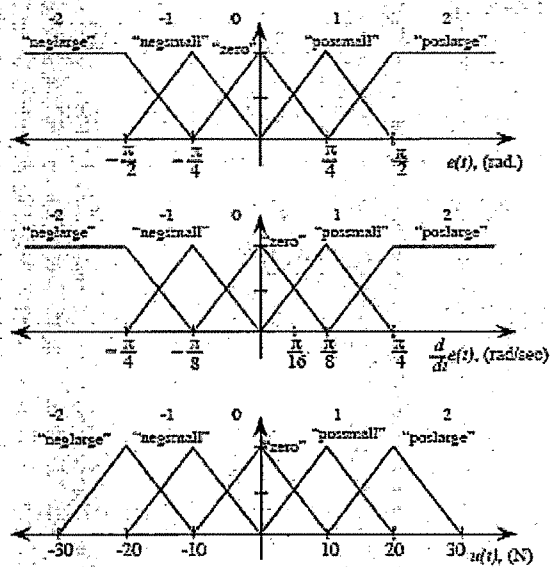 -2 -1 0 1 2
"neglarge" "negsmall" "zero" "possmall" "poslarge"
-π/2 -π/4 π/4 π/2 e(t), (rad.)
-2 -1 0 1 2
"neglarge" "negsmall" "zero" "possmall" "poslarge"
-π/4 -π/8 π/16 π/8 π/4 d/dt e(t), (rad/sec)
-2 -1 0 1 2
"neglarge" "negsmall" "zero" "possmall" "poslarge"
-30 -20 -10 10 20 30 u(t), (N)